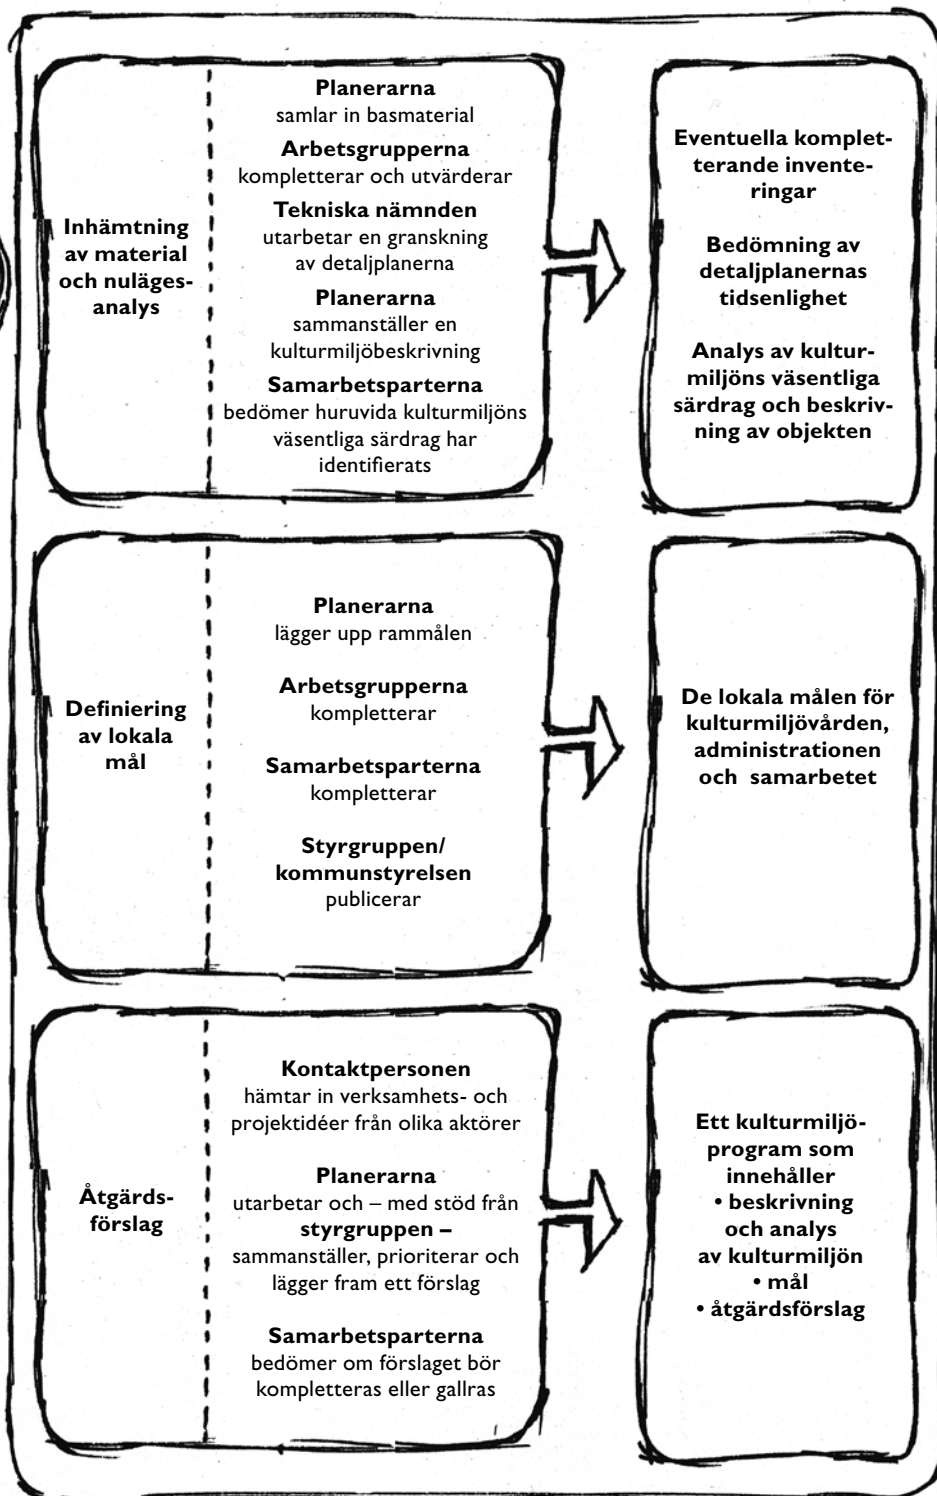 Inhämtning
av material
och nuläges-
analys
Planerarna
samlar in basmaterial
Arbetsgrupperna
kompletterar och utvärderar
Tekniska nämnden
utarbetar en granskning
av detaljplanerna
Planerarna
sammanställer en
kulturmiljöbeskrivning
Samarbetsparterna
bedömer huruvida kulturmiljöns
väsentliga särdrag har
identifierats
Eventuella komplet-
terande invente-
ringar
Bedömning av
detaljplanernas
tidsenlighet
Analys av kultur-
miljöns väsentliga
särdrag och beskriv-
ning av objekten
Definiering
av lokala
mål
Planerarna
lägger upp rammålen
Arbetsgrupperna
kompletterar
Samarbetsparterna
kompletterar
Styrgruppen/
kommunstyrelsen
publicerar
De lokala målen för
kulturmiljövården,
administrationen
och samarbetet
Åtgärds-
förslag
Kontaktpersonen
hämtar in verksamhets- och
projektidéer från olika aktörer
Planerarna
utarbetar och – med stöd från
styrgruppen –
sammanställer, prioriterar och
lägger fram ett förslag
Samarbetsparterna
bedömer om förslaget bör
kompletteras eller gallras
Ett kulturmiljö-
program som
innehåller
• beskrivning
och analys
av kulturmiljön
• mål
• åtgärdsförslag